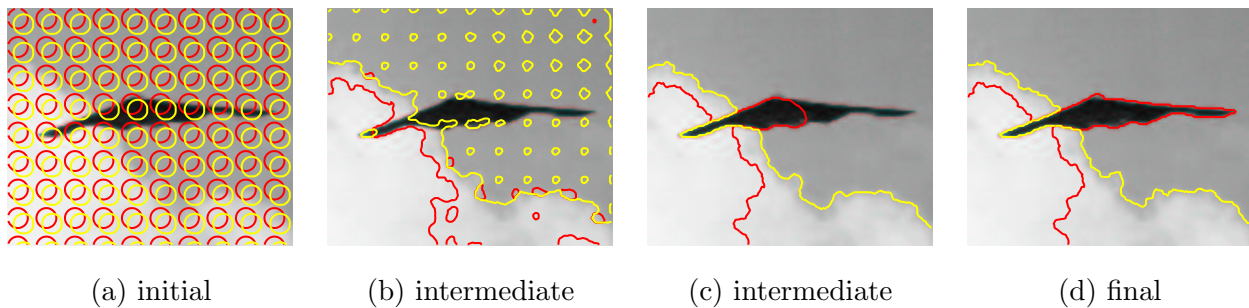 (a) initial
(b) intermediate
(c) intermediate
(d) final